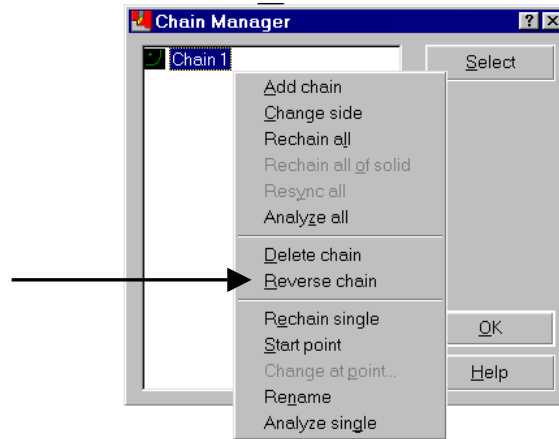 Chain Manager
Chain 1
Select
Add chain
Change side
Rechain all
Rechain all of solid
Resync all
Analyze all
Delete chain
Reverse chain
Rechain single
Start point
Change at point...
Rename
Analyze single
OK
Help